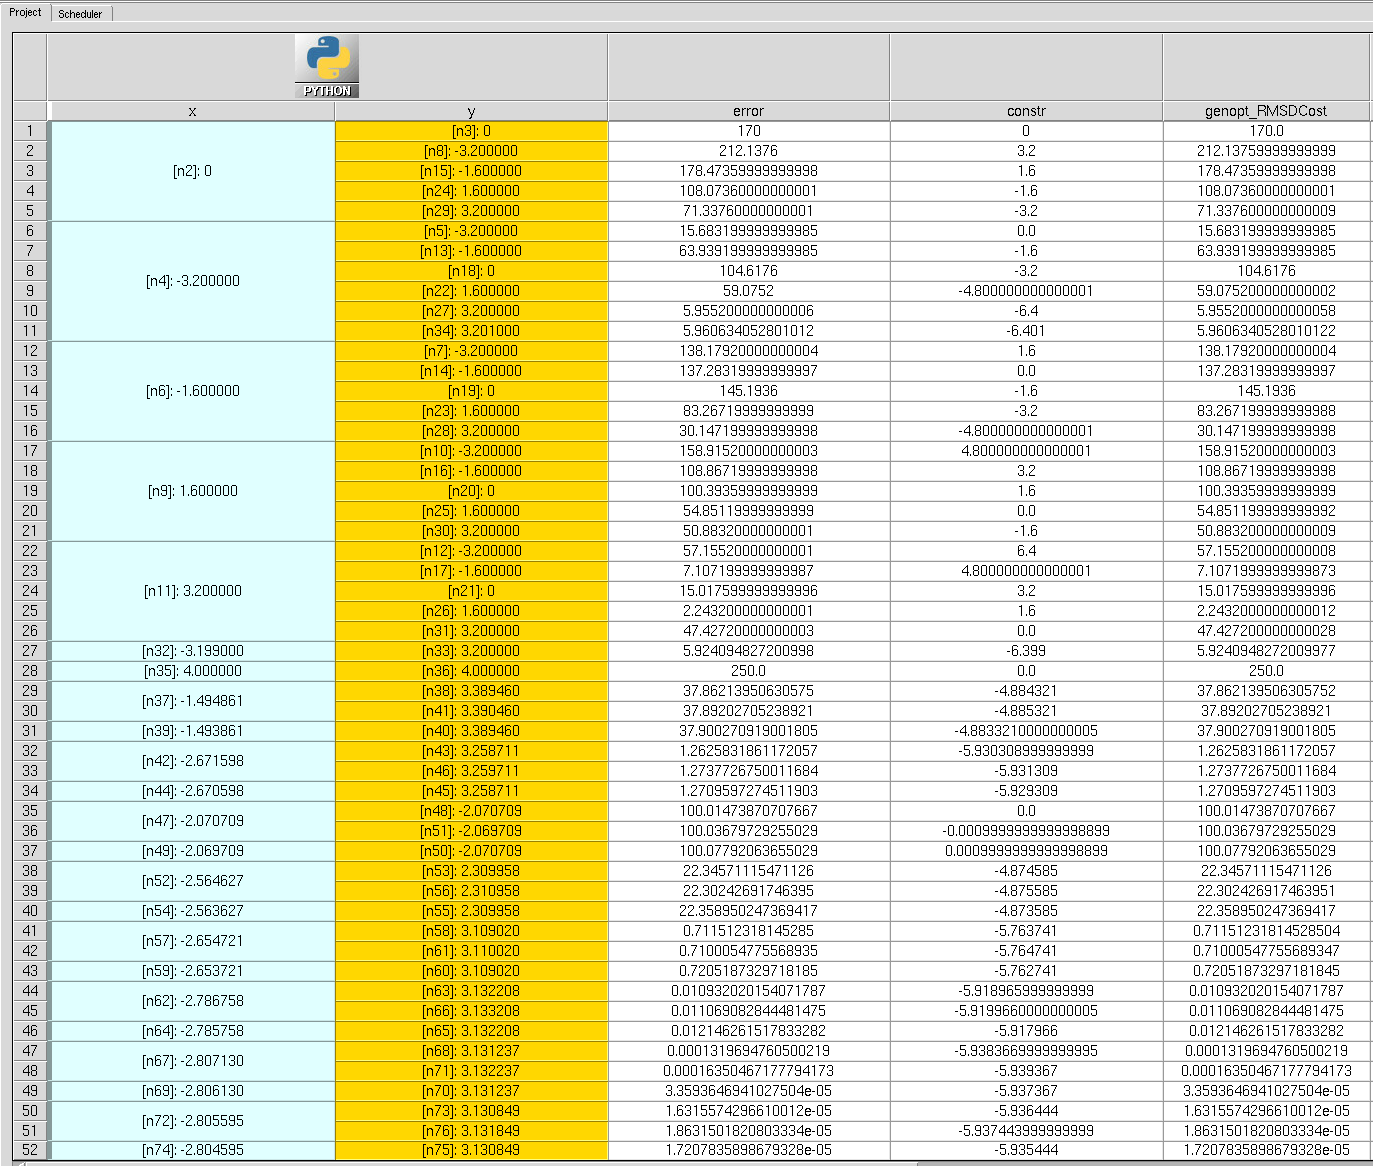 Project Scheduler
PYTHON
x y error constr genopt_RMSDCost
1 [n3]: 0 170 0 170.0
2 [n8]: -3.200000 212.1376 3.2 212.13759999999999
3 [n2]: 0 [n15]: -1.600000 178.47359999999998 1.6 178.47359999999998
4 [n24]: 1.600000 108.07360000000001 -1.6 108.07360000000001
5 [n29]: 3.200000 71.33760000000001 -3.2 71.337600000000009
6 [n5]: -3.200000 15.683199999999985 0.0 15.683199999999985
7 [n13]: -1.600000 63.939199999999985 -1.6 63.939199999999985
8 [n4]: -3.200000 [n18]: 0 104.6176 -3.2 104.6176
9 [n22]: 1.600000 59.0752 -4.800000000000001 59.075200000000002
10 [n27]: 3.200000 5.955200000000006 -6.4 5.9552000000000058
11 [n34]: 3.201000 5.960634052801012 -6.401 5.9606340528010122
12 [n7]: -3.200000 138.17920000000004 1.6 138.17920000000004
13 [n14]: -1.600000 137.28319999999997 0.0 137.28319999999997
14 [n6]: -1.600000 [n19]: 0 145.1936 -1.6 145.1936
15 [n23]: 1.600000 83.26719999999999 -3.2 83.267199999999988
16 [n28]: 3.200000 30.147199999999998 -4.800000000000001 30.147199999999998
17 [n10]: -3.200000 158.91520000000003 4.800000000000001 158.91520000000003
18 [n16]: -1.600000 108.86719999999998 3.2 108.86719999999998
19 [n9]: 1.600000 [n20]: 0 100.39359999999999 1.6 100.39359999999999
20 [n25]: 1.600000 54.85119999999999 0.0 54.851199999999992
21 [n30]: 3.200000 50.88320000000001 -1.6 50.883200000000009
22 [n12]: -3.200000 57.15520000000001 6.4 57.155200000000008
23 [n17]: -1.600000 7.107199999999987 4.800000000000001 7.1071999999999873
24 [n11]: 3.200000 [n21]: 0 15.017599999999996 3.2 15.017599999999996
25 [n26]: 1.600000 2.243200000000001 1.6 2.2432000000000012
26 [n31]: 3.200000 47.42720000000003 0.0 47.427200000000028
27 [n32]: -3.199000 [n33]: 3.200000 5.924094827200998 -6.399 5.9240948272009977
28 [n35]: 4.000000 [n36]: 4.000000 250.0 0.0 250.0
29 [n37]: -1.494861 [n38]: 3.389460 37.86213950630575 -4.884321 37.862139506305752
30 [n41]: 3.390460 37.89202705238921 -4.885321 37.89202705238921
31 [n39]: -1.493861 [n40]: 3.389460 37.900270919001805 -4.8833210000000005 37.900270919001805
32 [n42]: -2.671598 [n43]: 3.258711 1.2625831861172057 -5.930308999999999 1.2625831861172057
33 [n46]: 3.259711 1.2737726750011684 -5.931309 1.2737726750011684
34 [n44]: -2.670598 [n45]: 3.258711 1.2709597274511903 -5.929309 1.2709597274511903
35 [n47]: -2.070709 [n48]: -2.070709 100.01473870707667 0.0 100.01473870707667
36 [n51]: -2.069709 100.03679729255029 -0.0009999999999998899 100.03679729255029
37 [n49]: -2.069709 [n50]: -2.070709 100.07792063655029 0.0009999999999998899 100.07792063655029
38 [n52]: -2.564627 [n53]: 2.309958 22.34571115471126 -4.874585 22.34571115471126
39 [n56]: 2.310958 22.30242691746395 -4.875585 22.302426917463951
40 [n54]: -2.563627 [n55]: 2.309958 22.358950247369417 -4.873585 22.358950247369417
41 [n57]: -2.654721 [n58]: 3.109020 0.711512318145285 -5.763741 0.71151231814528504
42 [n61]: 3.110020 0.7100054775568935 -5.764741 0.71000547755689347
43 [n59]: -2.653721 [n60]: 3.109020 0.7205187329718185 -5.762741 0.72051873297181845
44 [n62]: -2.786758 [n63]: 3.132208 0.010932020154071787 -5.918965999999999 0.010932020154071787
45 [n66]: 3.133208 0.011069082844481475 -5.9199660000000005 0.011069082844481475
46 [n64]: -2.785758 [n65]: 3.132208 0.012146261517833282 -5.917966 0.012146261517833282
47 [n67]: -2.807130 [n68]: 3.131237 0.0001319694760500219 -5.9383669999999995 0.0001319694760500219
48 [n71]: 3.132237 0.00016350467177794173 -5.939367 0.00016350467177794173
49 [n69]: -2.806130 [n70]: 3.131237 3.3593646941027504e-05 -5.937367 3.3593646941027504e-05
50 [n72]: -2.805595 [n73]: 3.130849 1.6315574296610012e-05 -5.936444 1.6315574296610012e-05
51 [n76]: 3.131849 1.8631501820803334e-05 -5.937443999999999 1.8631501820803334e-05
52 [n74]: -2.804595 [n75]: 3.130849 1.7207835898679328e-05 -5.935444 1.7207835898679328e-05